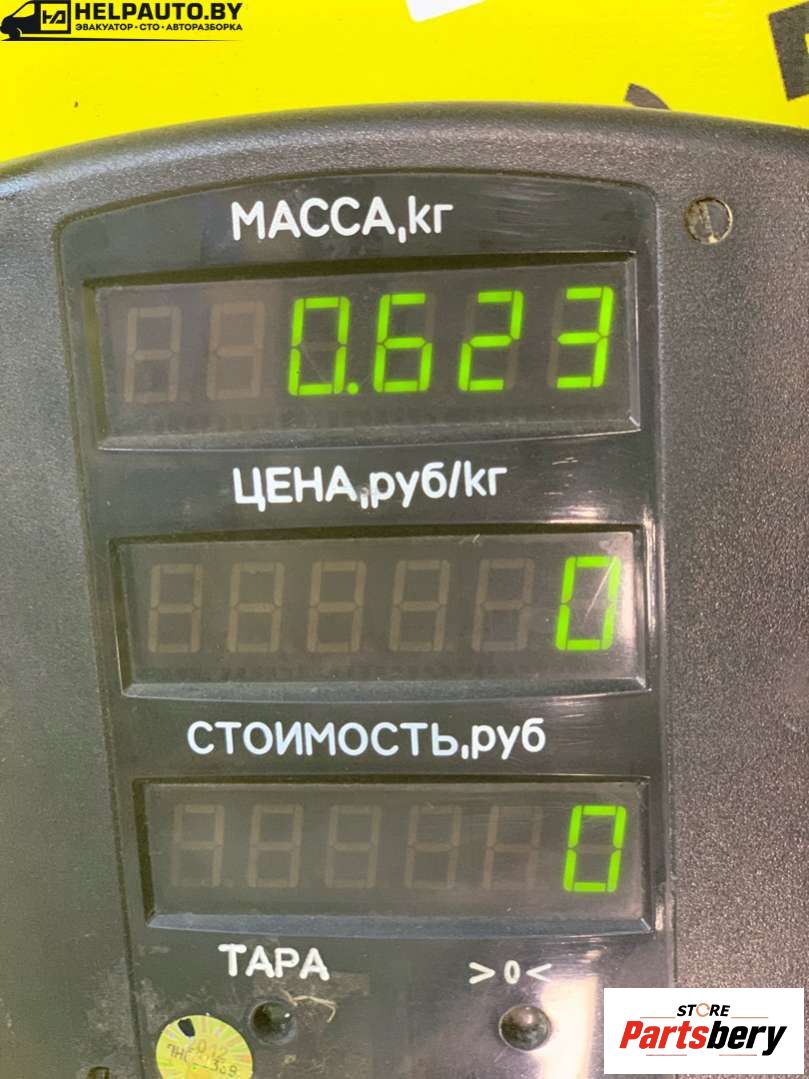 HELPAUTO.BY
ЭВАКУАТОР · СТО · АВТОРАЗБОРКА
МАССА,кг
0.623
ЦЕНА,руб/кг
0
СТОИМОСТЬ,руб
0
ТАРА >0<
STORE
Partsbery